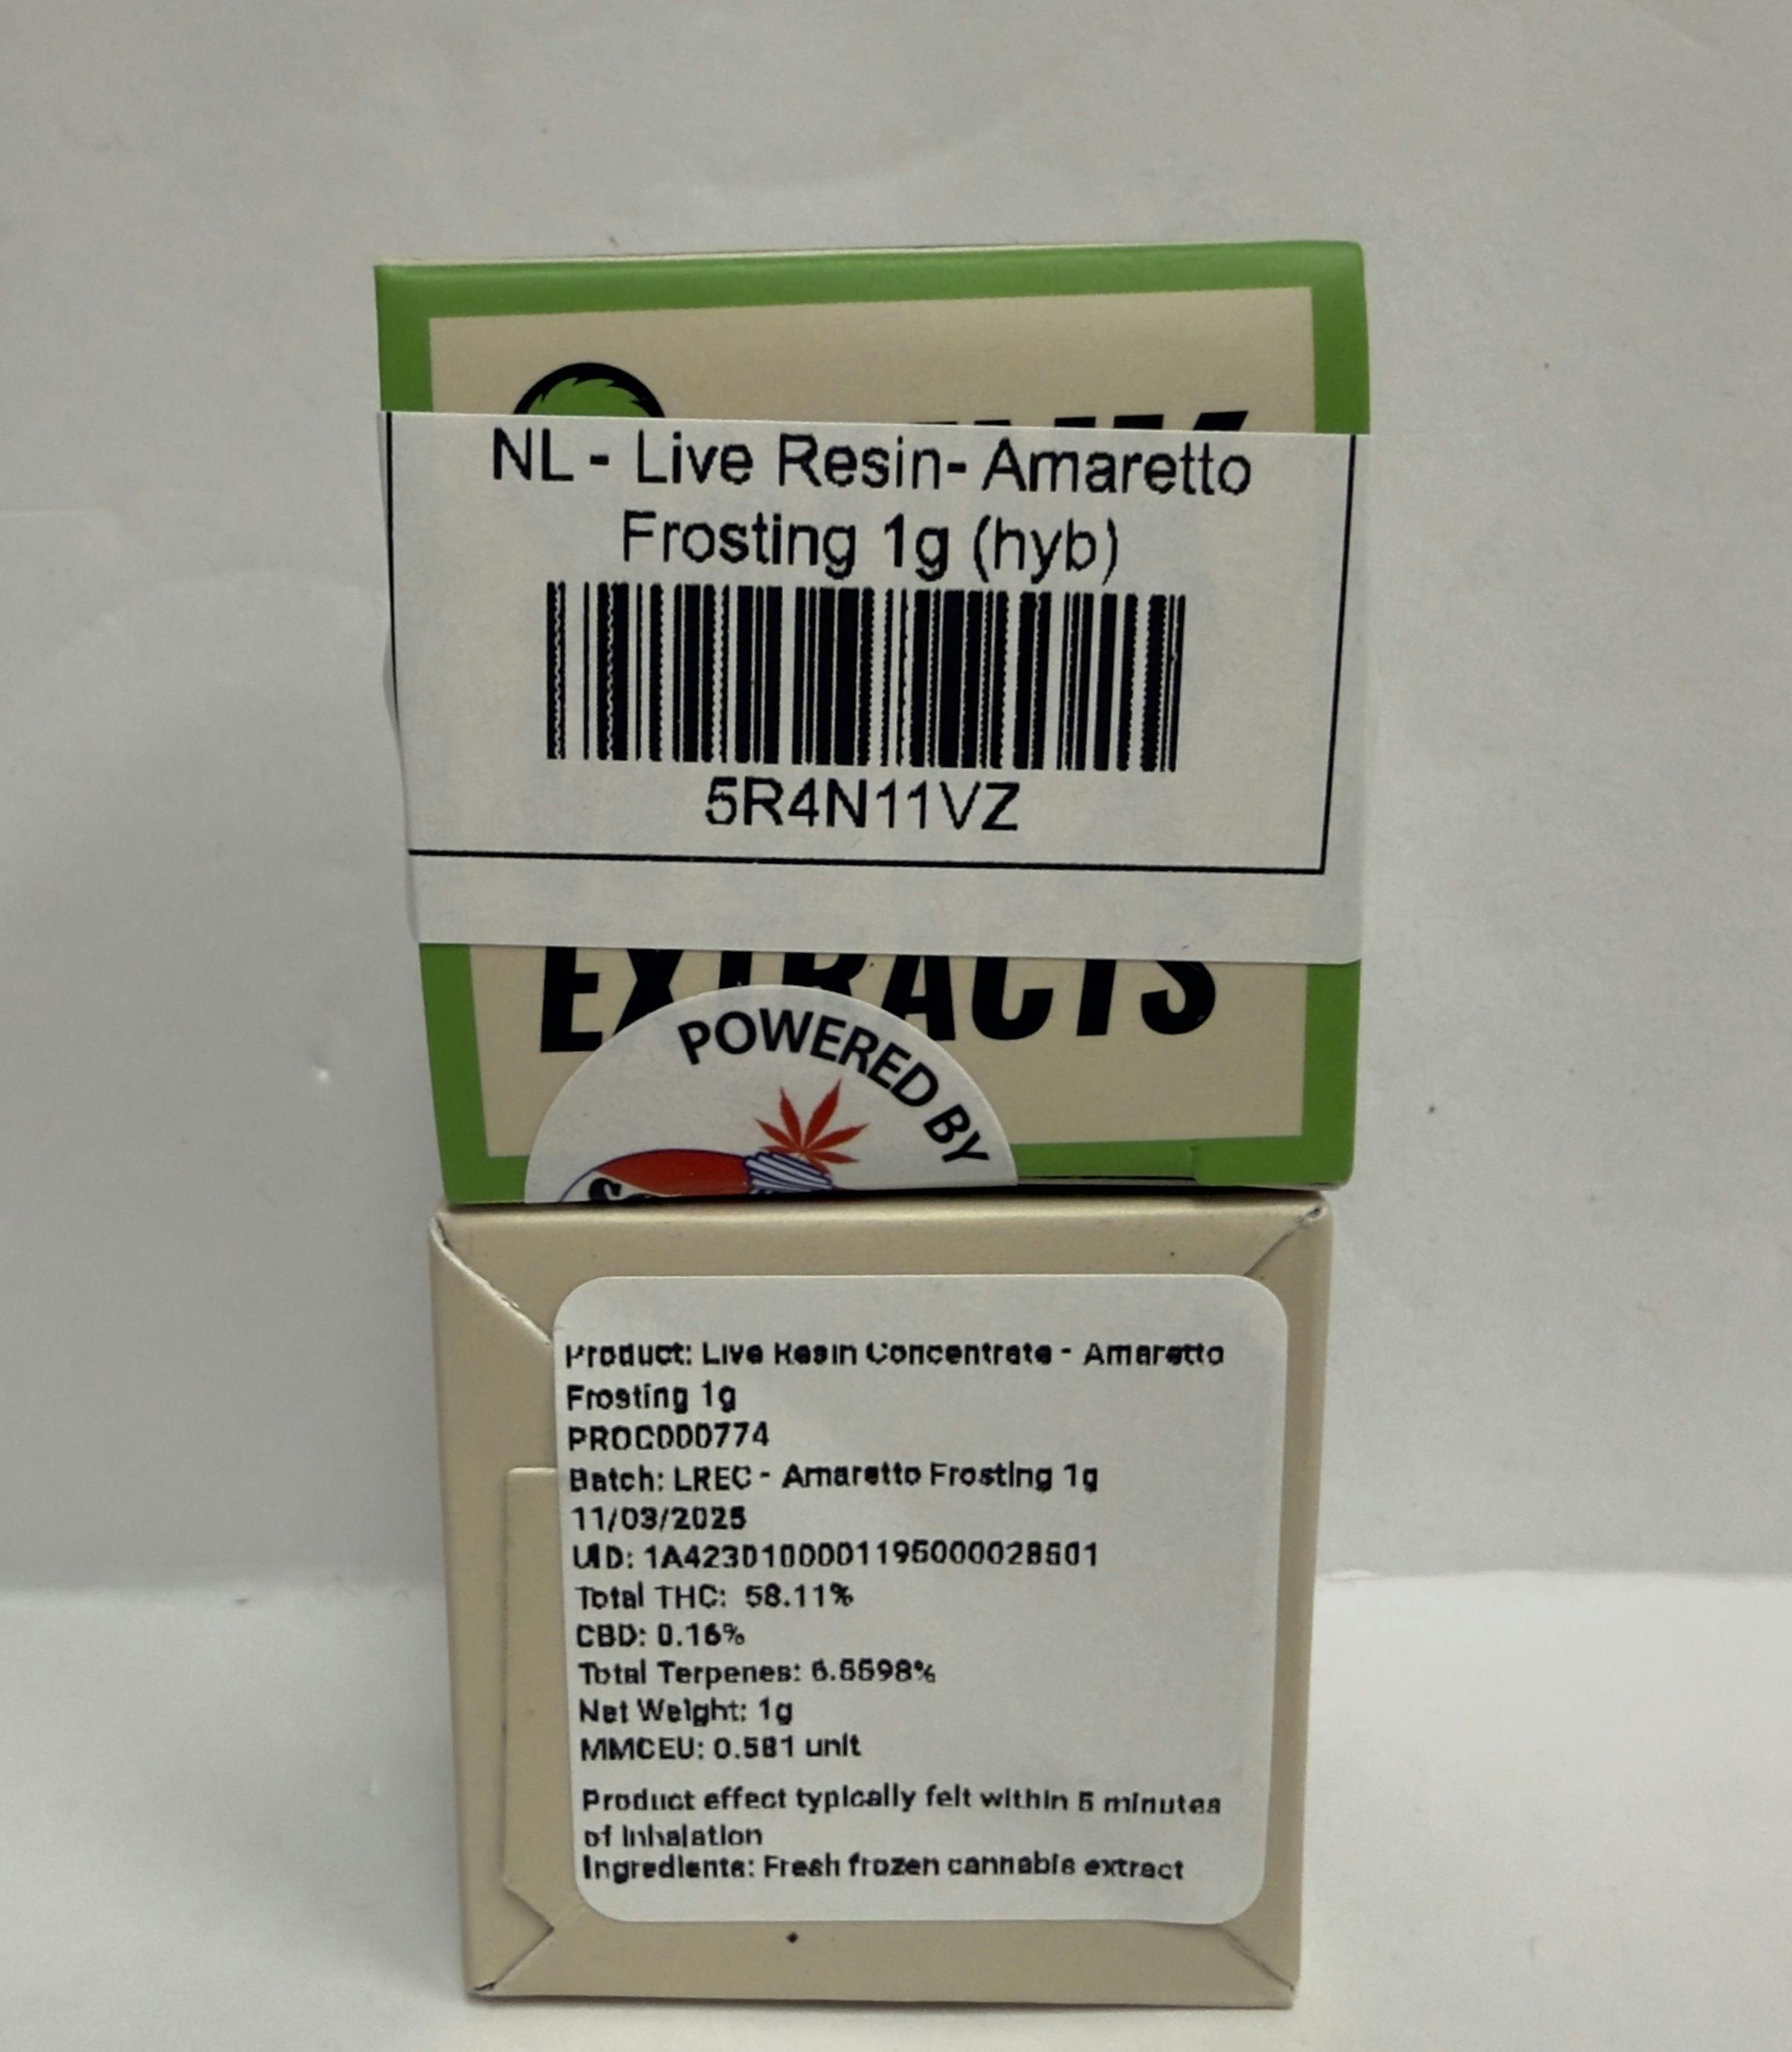 NL - Live Resin- Amaretto
Frosting 1g (hyb)
5R4N11VZ
EXTRACTS
POWERED BY
Product: Live Resin Concentrate - Amaretto
Frosting 1g
PROC000774
Batch: LREC - Amaretto Frosting 1g
11/03/2025
UID: 1A4230100001195000028501
Total THC: 58.11%
CBD: 0.16%
Total Terpenes: 6.5598%
Net Weight: 1g
MMCEU: 0.581 unit
Product effect typically felt within 5 minutes
of inhalation
Ingredients: Fresh frozen cannabis extract